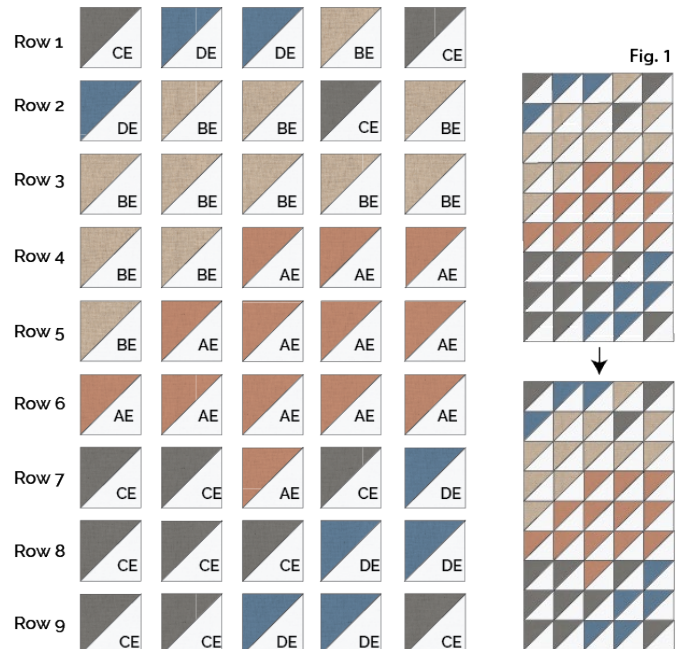 Row 1 CE DE DE BE CE
Fig. 1
Row 2 DE BE BE CE BE
Row 3 BE BE BE BE BE
Row 4 BE BE AE AE AE
Row 5 BE AE AE AE AE
Row 6 AE AE AE AE AE
Row 7 CE CE AE CE DE
Row 8 CE CE CE DE DE
Row 9 CE CE DE DE CE